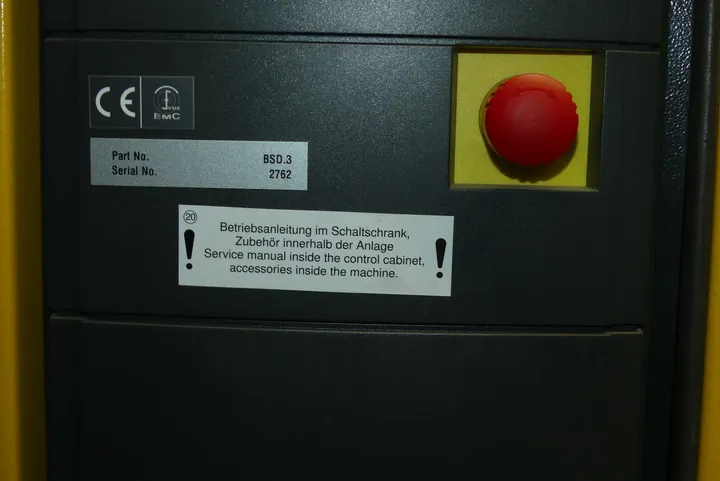 CE
VDE
EMC
Part No. BSD.3
Serial No. 2762
20
Betriebsanleitung im Schaltschrank,
Zubehör innerhalb der Anlage
Service manual inside the control cabinet,
accessories inside the machine.
! !